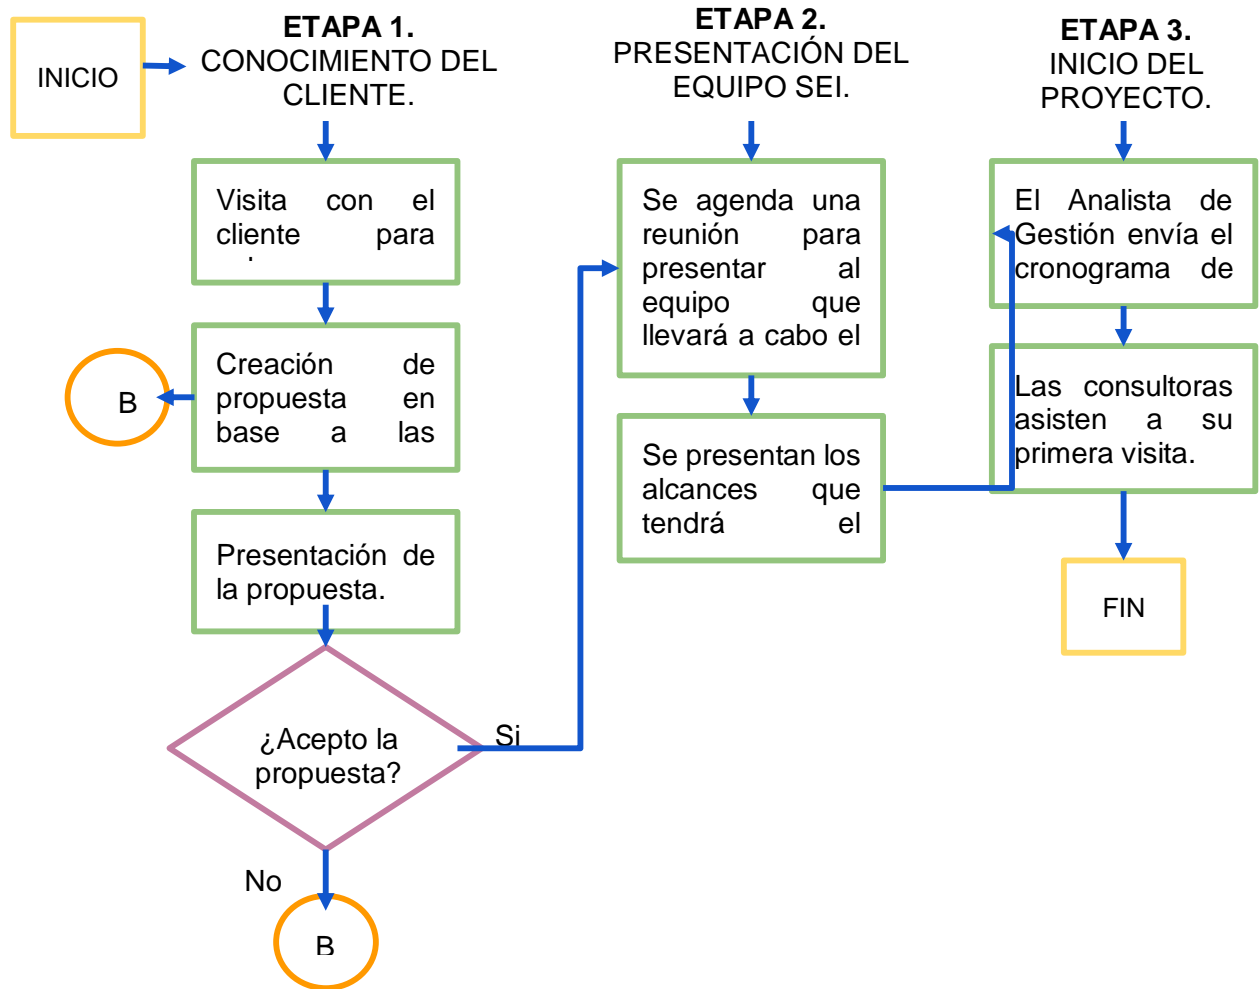 INICIO
ETAPA 1.
CONOCIMIENTO DEL
CLIENTE.
Visita con el
cliente para
Creación de
propuesta en
base a las
B
Presentación de
la propuesta.
¿Acepto la
propuesta?
Si
No
B
ETAPA 2.
PRESENTACIÓN DEL
EQUIPO SEI.
Se agenda una
reunión para
presentar al
equipo que
llevará a cabo el
Se presentan los
alcances que
tendrá el
ETAPA 3.
INICIO DEL
PROYECTO.
El Analista de
Gestión envía el
cronograma de
Las consultoras
asisten a su
primera visita.
FIN